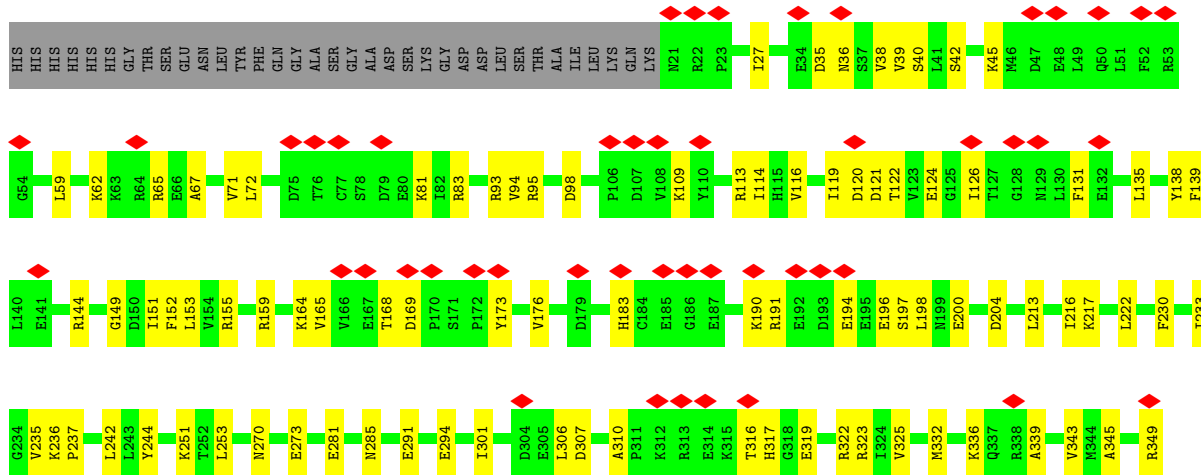 HIS HIS HIS HIS HIS HIS GLY THR SER GLU ASN LEU TYR PHE GLN GLY ALA SER GLY ALA ASP SER LYS GLY ASP ASP LEU SER THR ALA ILE LEU LYS GLN LYS N21 R22 P23 I27 E34 D35 N36 S37 V38 V39 S40 L41 S42 K45 M46 D47 E48 L49 Q50 L51 F52 R53
G54 L59 K62 K63 R64 R65 E66 A67 V71 L72 D75 T76 C77 S78 D79 E80 K81 I82 R83 R93 V94 R95 D98 P106 D107 V108 K109 Y110 R113 I114 H115 V116 I119 D120 D121 T122 V123 E124 G125 I126 T127 G128 N129 L130 F131 E132 L135 Y138 F139
L140 E141 R144 G149 D150 I151 F152 L153 V154 R155 R159 K164 V165 V166 E167 T168 D169 P170 S171 P172 Y173 V176 D179 H183 C184 E185 G186 E187 K190 R191 E192 D193 E194 E195 E196 S197 L198 N199 E200 D204 L213 I216 K217 L222 F230 I233
G234 V235 K236 P237 L242 L243 Y244 K251 T252 L253 N270 E273 E281 N285 E291 E294 I301 D304 E305 L306 D307 A310 P311 K312 R313 E314 K315 T316 H317 G318 E319 R322 R323 I324 V325 M332 K336 Q337 R338 A339 V343 M344 A345 R349